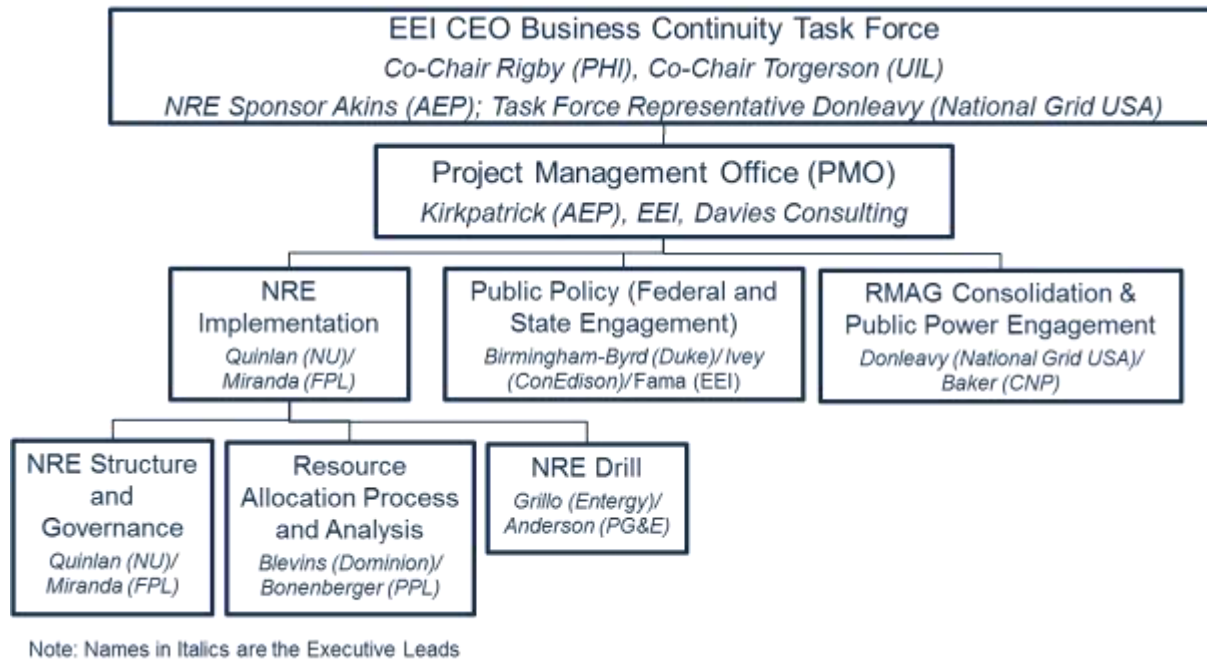 EEI CEO Business Continuity Task Force
Co-Chair Rigby (PHI), Co-Chair Torgerson (UIL)
NRE Sponsor Akins (AEP); Task Force Representative Donleavy (National Grid USA)
Project Management Office (PMO)
Kirkpatrick (AEP), EEI, Davies Consulting
NRE
Implementation
Quinlan (NU)/
Miranda (FPL)
Public Policy (Federal and
State Engagement)
Birmingham-Byrd (Duke)/Ivey
(ConEdison)/Fama (EEI)
RMAG Consolidation &
Public Power Engagement
Donleavy (National Grid USA)/
Baker (CNP)
NRE Structure
and
Governance
Quinlan (NU)/
Miranda (FPL)
Resource
Allocation Process
and Analysis
Blevins (Dominion)/
Bonenberger (PPL)
NRE Drill
Grillo (Entergy)/
Anderson (PG&E)
Note: Names in Italics are the Executive Leads